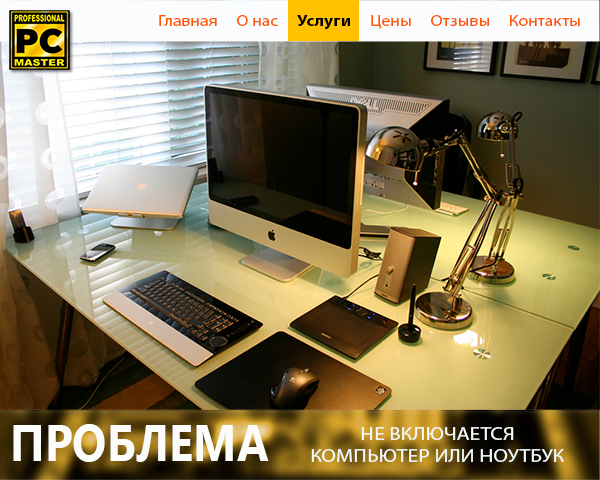 PROFESSIONAL
PC
MASTER
Главная О нас Услуги Цены Отзывы Контакты
ПРОБЛЕМА
НЕ ВКЛЮЧАЕТСЯ
КОМПЬЮТЕР ИЛИ НОУТБУК